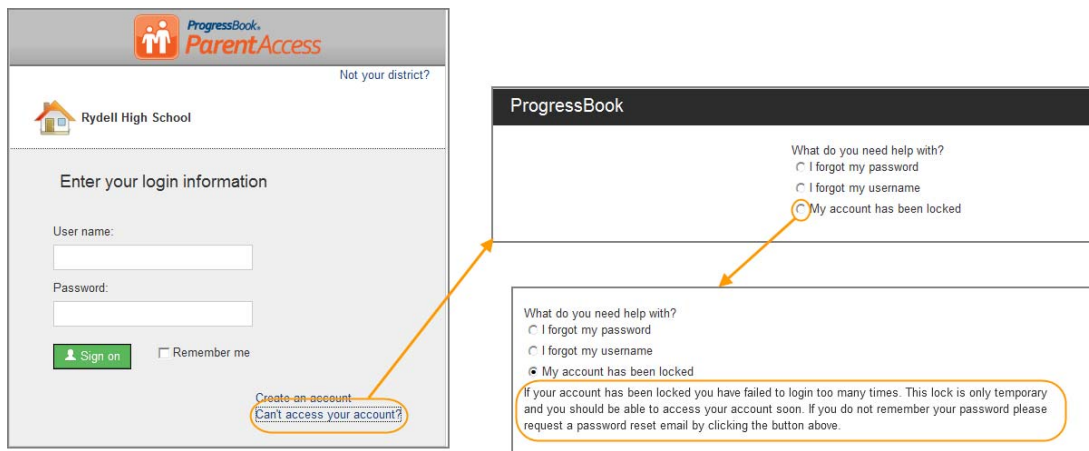 ProgressBook®
ParentAccess
Not your district?
Rydell High School
Enter your login information
User name:
Password:
Sign on
Remember me
Create an account
Can't access your account?
ProgressBook
What do you need help with?
I forgot my password
I forgot my username
My account has been locked
What do you need help with?
I forgot my password
I forgot my username
My account has been locked
If your account has been locked you have failed to login too many times. This lock is only temporary
and you should be able to access your account soon. If you do not remember your password please
request a password reset email by clicking the button above.